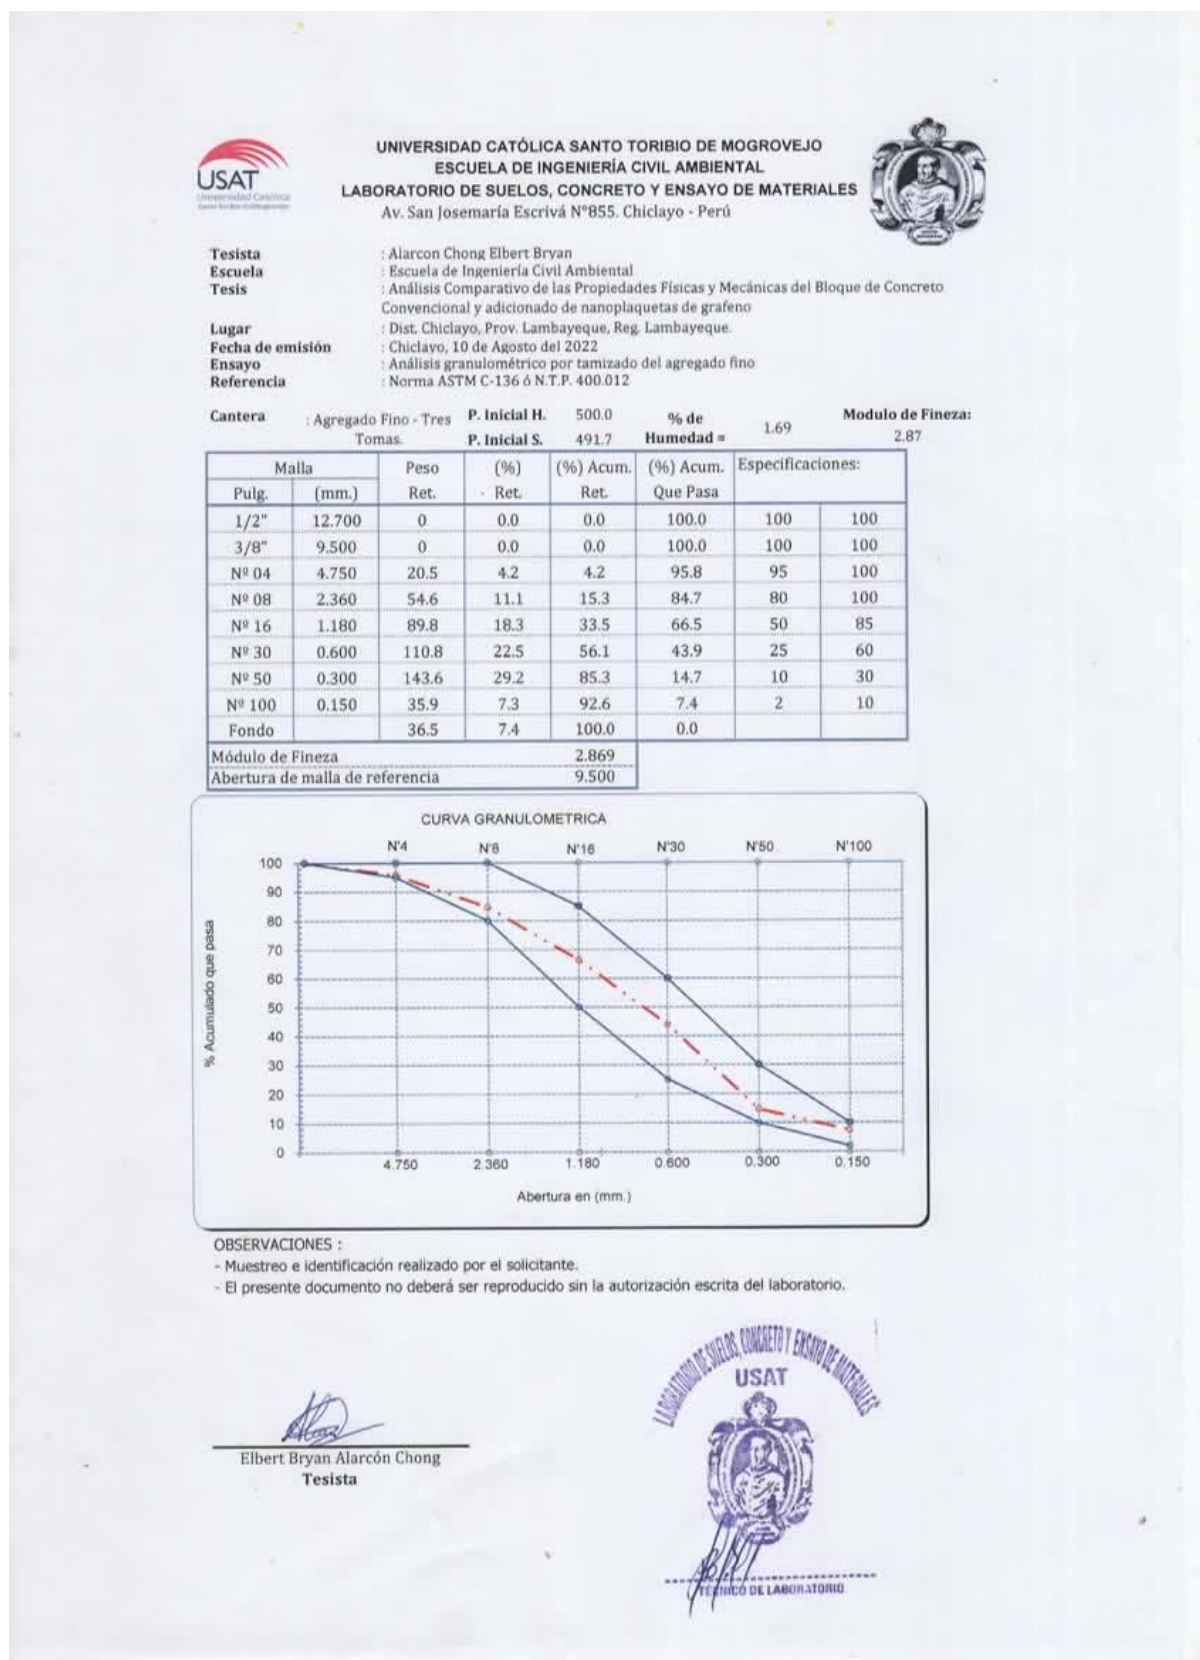 USAT
Universidad Católica
UNIVERSIDAD CATÓLICA SANTO TORIBIO DE MOGROVEJO
ESCUELA DE INGENIERÍA CIVIL AMBIENTAL
LABORATORIO DE SUELOS, CONCRETO Y ENSAYO DE MATERIALES
Av. San Josemaría Escrivá N°855. Chiclayo - Perú
Tesista : Alarcon Chong Elbert Bryan
Escuela : Escuela de Ingeniería Civil Ambiental
Tesis : Análisis Comparativo de las Propiedades Físicas y Mecánicas del Bloque de Concreto
Convencional y adicionado de nanoplaquetas de grafeno
Lugar : Dist. Chiclayo, Prov. Lambayeque, Reg. Lambayeque.
Fecha de emisión : Chiclayo, 10 de Agosto del 2022
Ensayo : Análisis granulométrico por tamizado del agregado fino
Referencia : Norma ASTM C-136 ó N.T.P. 400.012
Cantera : Agregado Fino - Tres P. Inicial H. 500.0 % de 1.69 Modulo de Fineza:
Tomas. P. Inicial S. 491.7 Humedad = 2.87
Malla Peso (%) (%) Acum. (%) Acum. Especificaciones:
Pulg. (mm.) Ret. Ret. Ret. Que Pasa
1/2" 12.700 0 0.0 0.0 100.0 100 100
3/8" 9.500 0 0.0 0.0 100.0 100 100
Nº 04 4.750 20.5 4.2 4.2 95.8 95 100
Nº 08 2.360 54.6 11.1 15.3 84.7 80 100
Nº 16 1.180 89.8 18.3 33.5 66.5 50 85
Nº 30 0.600 110.8 22.5 56.1 43.9 25 60
Nº 50 0.300 143.6 29.2 85.3 14.7 10 30
Nº 100 0.150 35.9 7.3 92.6 7.4 2 10
Fondo 36.5 7.4 100.0 0.0
Módulo de Fineza 2.869
Abertura de malla de referencia 9.500
CURVA GRANULOMETRICA
N'4 N'8 N'16 N'30 N'50 N'100
100
90
80
70
60
50
40
30
20
10
0
% Acumulado que pasa
4.750 2.360 1.180 0.600 0.300 0.150
Abertura en (mm.)
OBSERVACIONES :
- Muestreo e identificación realizado por el solicitante.
- El presente documento no deberá ser reproducido sin la autorización escrita del laboratorio.
LABORATORIO DE SUELOS, CONCRETO Y ENSAYO DE MATERIALES
USAT
Elbert Bryan Alarcón Chong
Tesista
TÉCNICO DE LABORATORIO